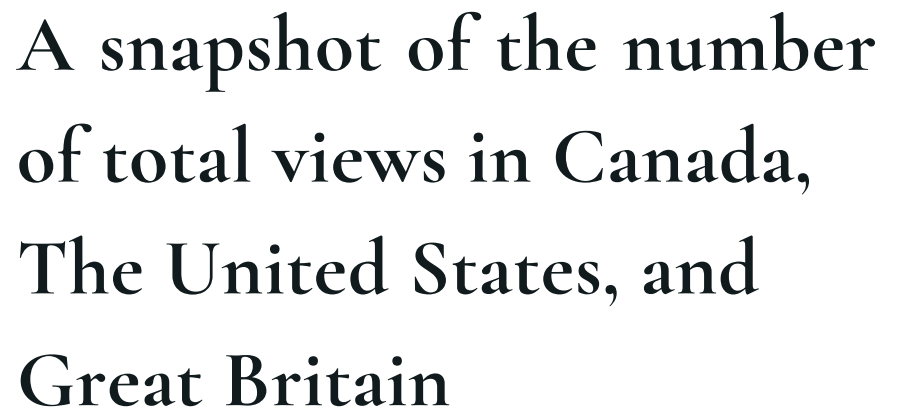 A snapshot of the number
of total views in Canada,
The United States, and
Great Britain